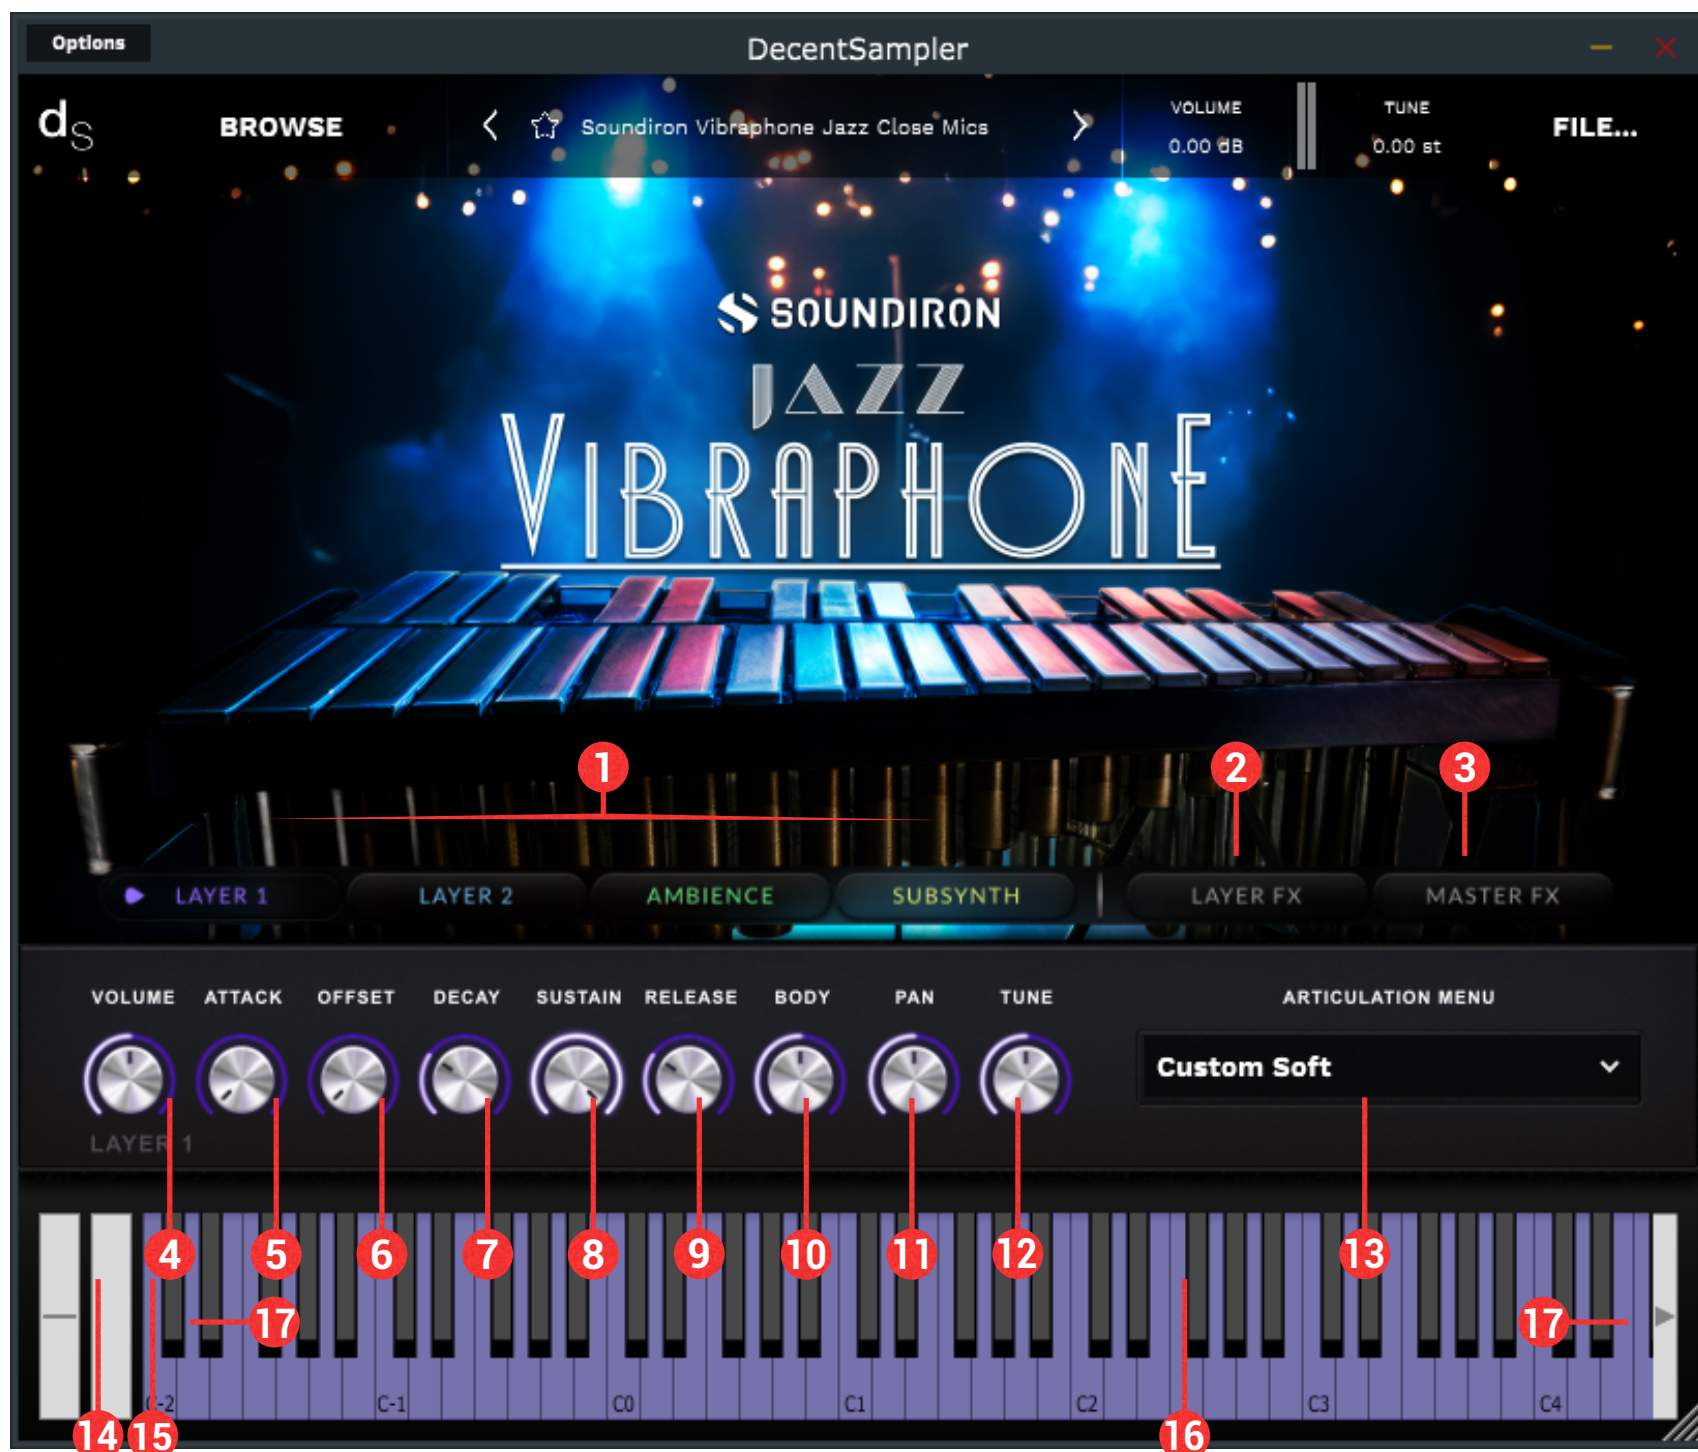 Options
DecentSampler
ds
BROWSE
Soundiron Vibraphone Jazz Close Mics
VOLUME
0.00 dB
TUNE
0.00 st
FILE...
SOUNDIRON
JAZZ
VIBRAPHONE
1
2
3
LAYER 1
LAYER 2
AMBIENCE
SUBSYNTH
LAYER FX
MASTER FX
VOLUME
ATTACK
OFFSET
DECAY
SUSTAIN
RELEASE
BODY
PAN
TUNE
ARTICULATION MENU
Custom Soft
LAYER 1
4
5
6
7
8
9
10
11
12
13
17
17
C-2
C-1
C0
C1
C2
C3
C4
14
15
16